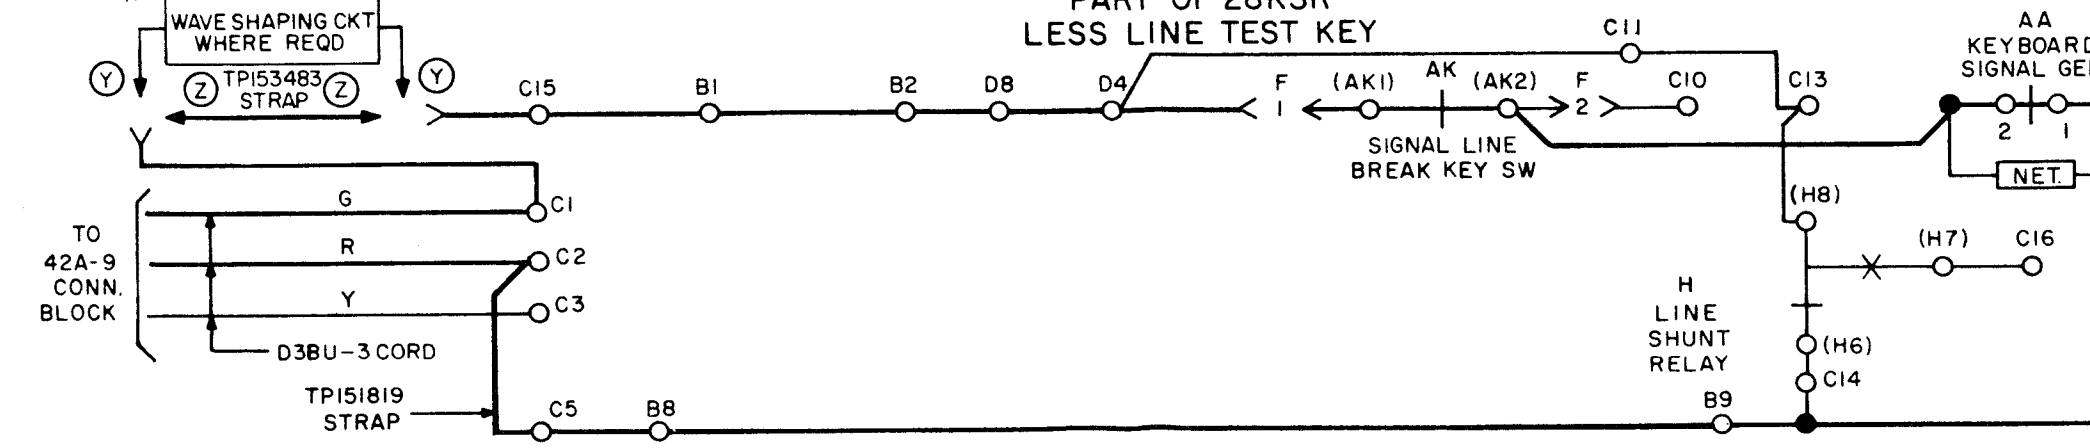 PART OF 28KSR
LESS LINE TEST KEY
WAVE SHAPING CKT
WHERE REQD
Y
Y
Z
TP153483
STRAP
Z
C15
B1
B2
D8
D4
F
1
(AK1)
AK
(AK2)
F
2
C10
C11
C13
AA
KEYBOARD
SIGNAL GE
2
1
NET.
SIGNAL LINE
BREAK KEY SW
G
C1
R
C2
Y
C3
TO
42A-9
CONN.
BLOCK
D3BU-3 CORD
TP151819
STRAP
C5
B8
(H8)
(H7)
C16
H
LINE
SHUNT
RELAY
(H6)
C14
B9